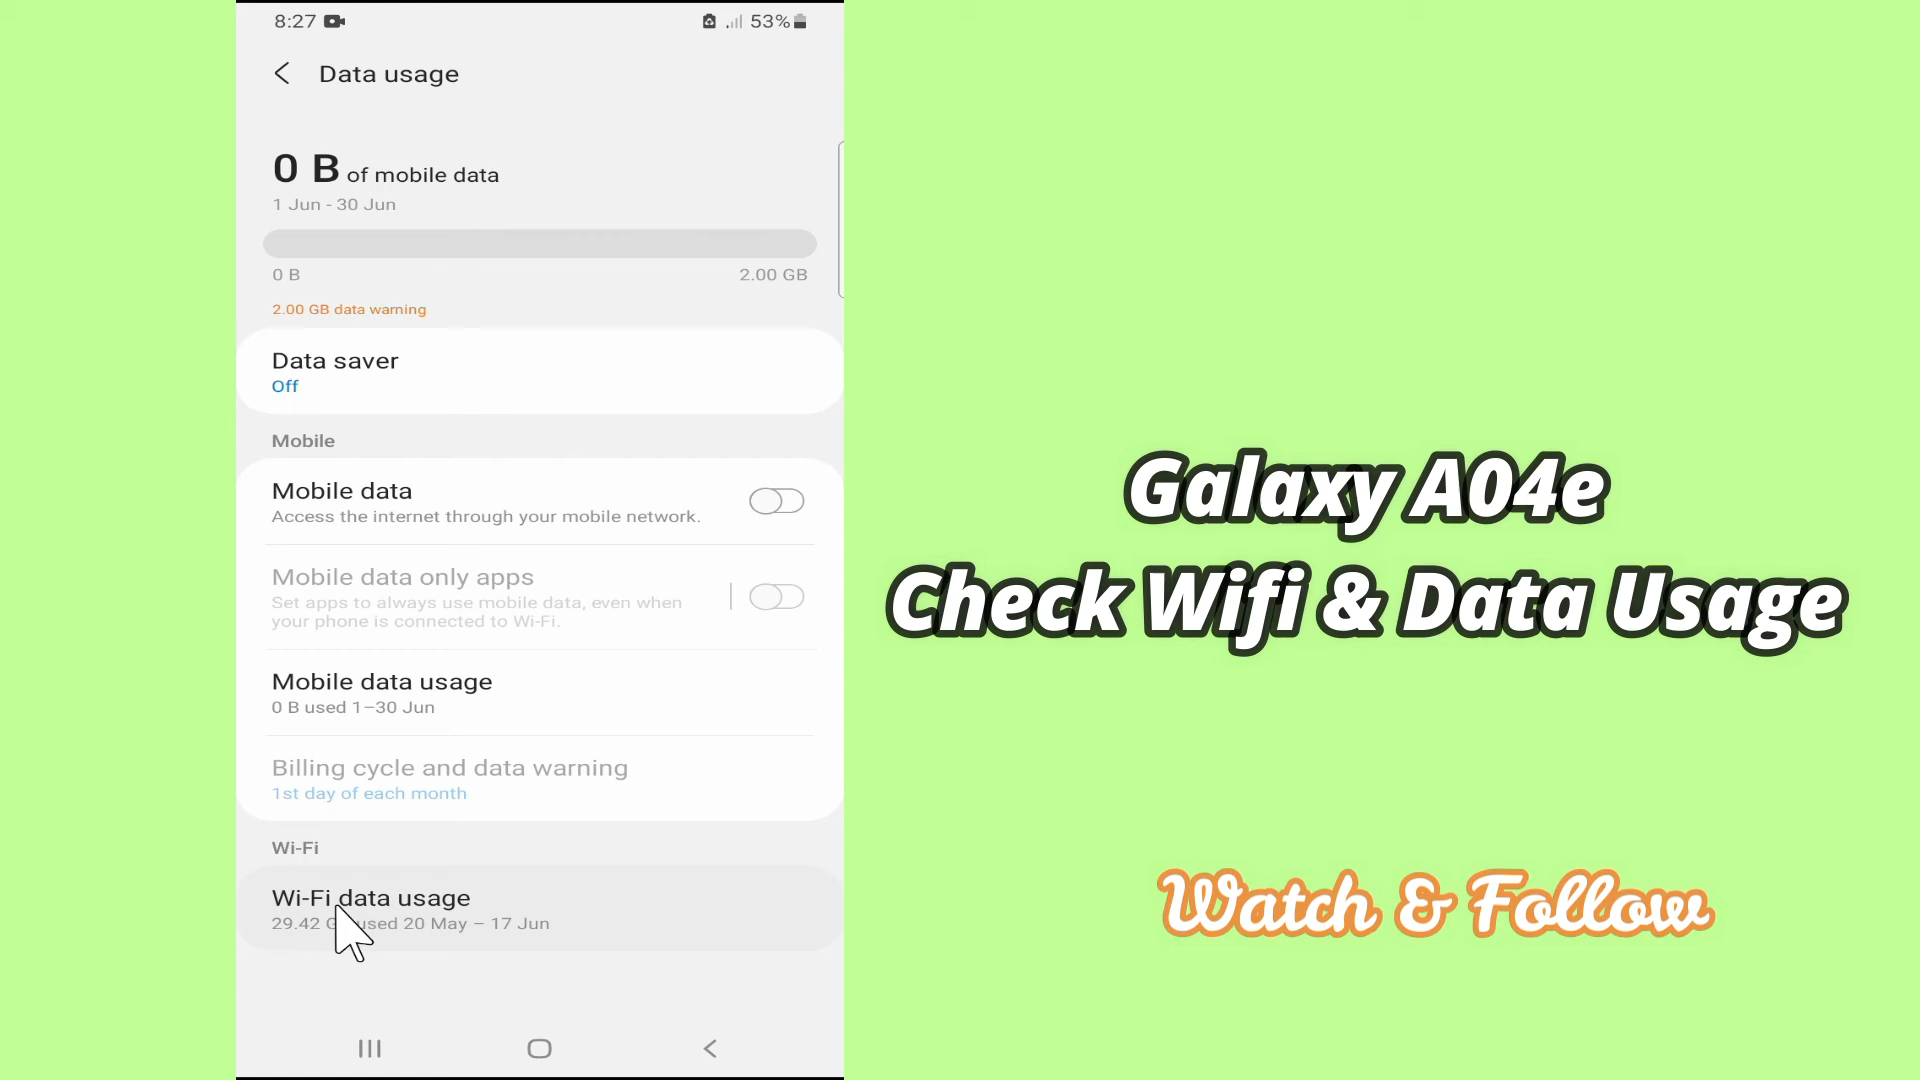 8:27
53%
Data usage
0 B of mobile data
1 Jun - 30 Jun
0 B 2.00 GB
2.00 GB data warning
Data saver
Off
Mobile
Mobile data
Access the internet through your mobile network.
Mobile data only apps
Set apps to always use mobile data, even when
your phone is connected to Wi-Fi.
Mobile data usage
0 B used 1–30 Jun
Billing cycle and data warning
1st day of each month
Wi-Fi
Wi-Fi data usage
29.42 used 20 May – 17 Jun
Galaxy A04e
Check Wifi & Data Usage
Watch & Follow